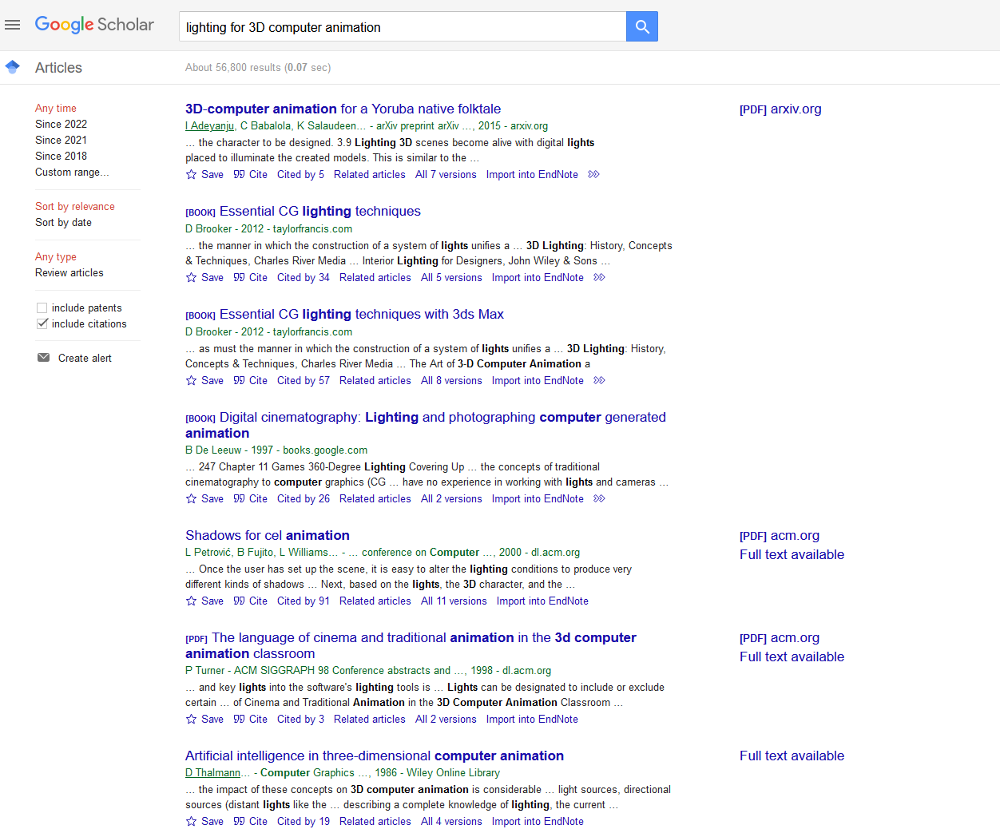 Google Scholar
lighting for 3D computer animation
Articles
About 56,800 results (0.07 sec)
Any time
Since 2022
Since 2021
Since 2018
Custom range...
Sort by relevance
Sort by date
Any type
Review articles
include patents
include citations
Create alert
3D-computer animation for a Yoruba native folktale
I Adeyanju, C Babalola, K Salaudeen… - arXiv preprint arXiv …, 2015 - arxiv.org
… the character to be designed. 3.9 Lighting 3D scenes become alive with digital lights
placed to illuminate the created models. This is similar to the …
Save Cite Cited by 5 Related articles All 7 versions Import into EndNote
[PDF] arxiv.org
[BOOK] Essential CG lighting techniques
D Brooker - 2012 - taylorfrancis.com
… the manner in which the construction of a system of lights unifies a … 3D Lighting: History, Concepts
& Techniques, Charles River Media … Interior Lighting for Designers, John Wiley & Sons …
Save Cite Cited by 34 Related articles All 5 versions Import into EndNote
[BOOK] Essential CG lighting techniques with 3ds Max
D Brooker - 2012 - taylorfrancis.com
… as must the manner in which the construction of a system of lights unifies a … 3D Lighting: History,
Concepts & Techniques, Charles River Media … The Art of 3-D Computer Animation a
Save Cite Cited by 57 Related articles All 8 versions Import into EndNote
[BOOK] Digital cinematography: Lighting and photographing computer generated
animation
B De Leeuw - 1997 - books.google.com
… 247 Chapter 11 Games 360-Degree Lighting Covering Up … the concepts of traditional
cinematography to computer graphics (CG … have no experience in working with lights and cameras …
Save Cite Cited by 26 Related articles All 2 versions Import into EndNote
Shadows for cel animation
L Petrović, B Fujito, L Williams… - … conference on Computer …, 2000 - dl.acm.org
… Once the user has set up the scene, it is easy to alter the lighting conditions to produce very
different kinds of shadows … Next, based on the lights, the 3D character, and the …
Save Cite Cited by 91 Related articles All 11 versions Import into EndNote
[PDF] acm.org
Full text available
[PDF] The language of cinema and traditional animation in the 3d computer
animation classroom
P Turner - ACM SIGGRAPH 98 Conference abstracts and …, 1998 - dl.acm.org
… and key lights into the software's lighting tools is … Lights can be designated to include or exclude
certain … of Cinema and Traditional Animation in the 3D Computer Animation Classroom …
Save Cite Cited by 3 Related articles All 2 versions Import into EndNote
[PDF] acm.org
Full text available
Artificial intelligence in three-dimensional computer animation
D Thalmann… - Computer Graphics …, 1986 - Wiley Online Library
… the impact of these concepts on 3D computer animation is considerable … light sources, directional
sources (distant lights like the … describing a complete knowledge of lighting, the current …
Save Cite Cited by 19 Related articles All 4 versions Import into EndNote
Full text available